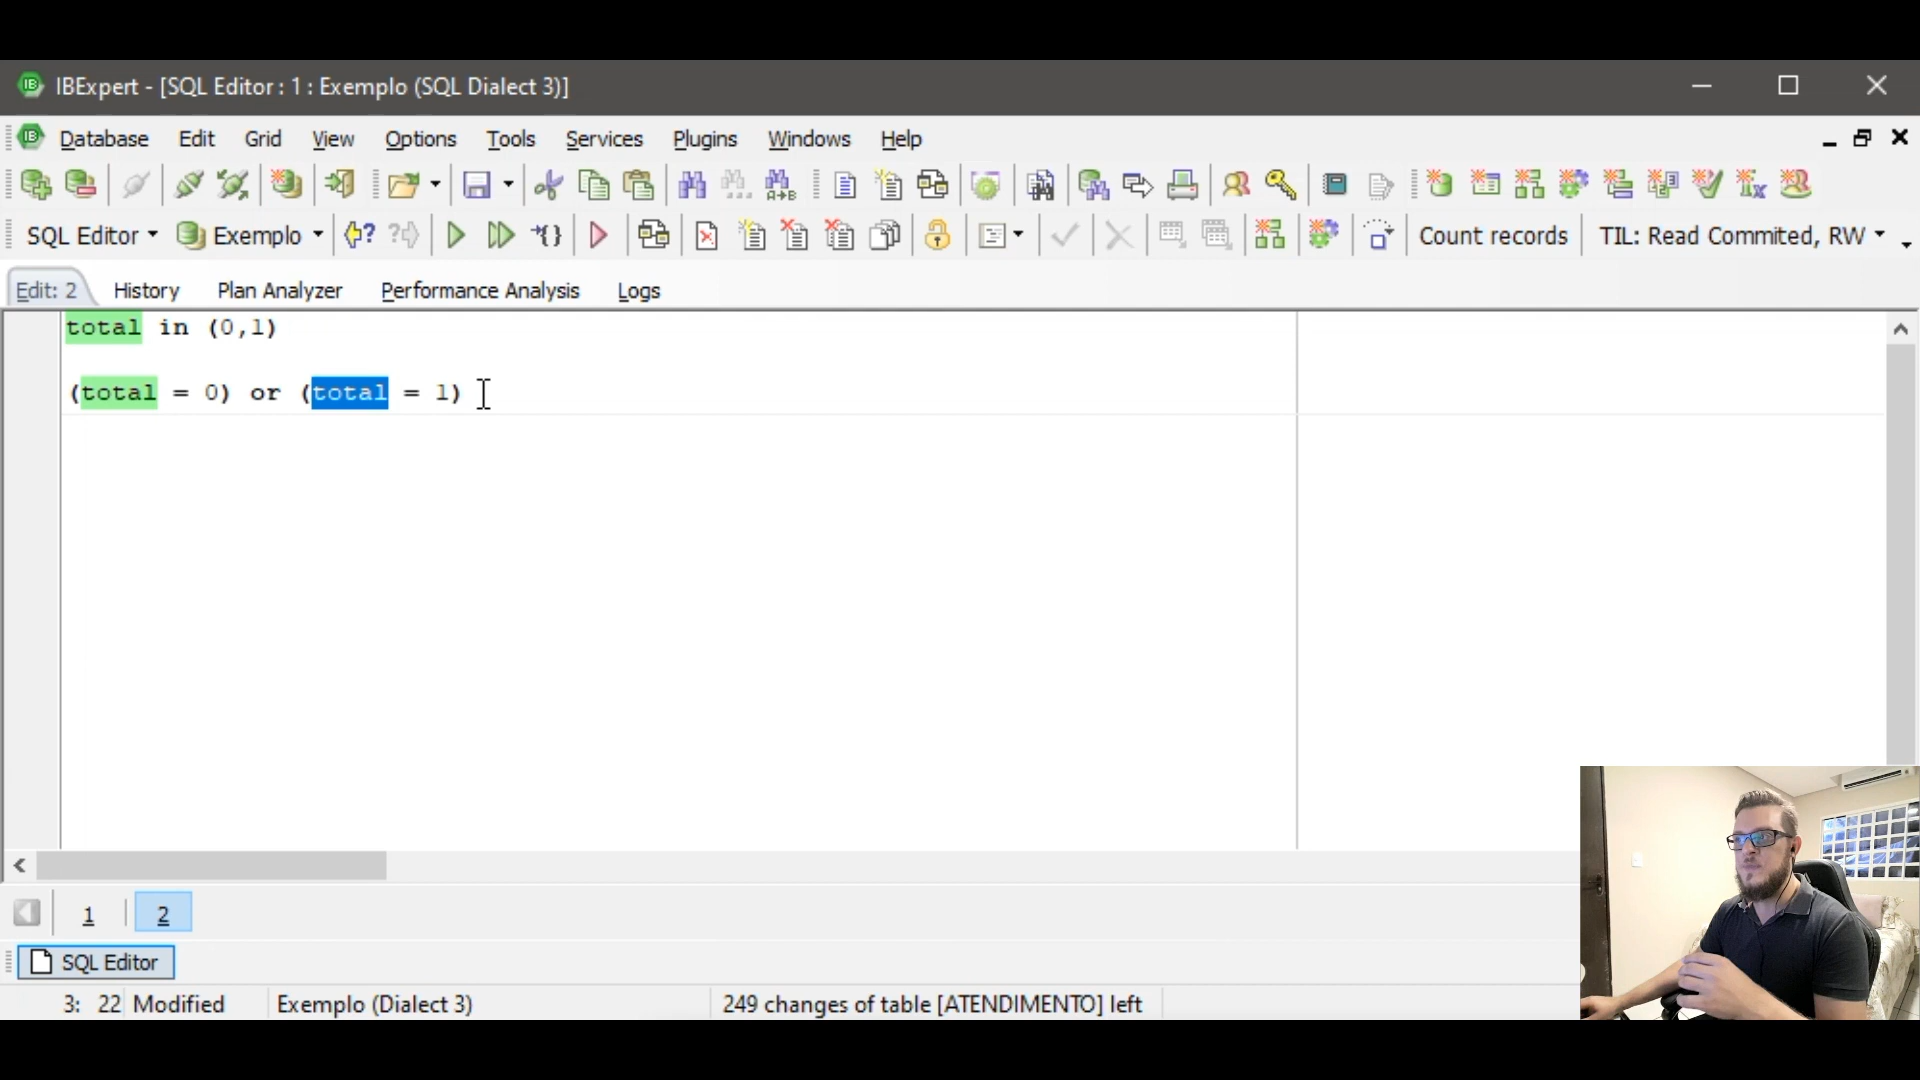 IBExpert - [SQL Editor : 1 : Exemplo (SQL Dialect 3)]
Database Edit Grid View Options Tools Services Plugins Windows Help
SQL Editor Exemplo Count records TIL: Read Commited, RW
Edit: 2 History Plan Analyzer Performance Analysis Logs
total in (0,1)
(total = 0) or (total = 1)
1 2
SQL Editor
3: 22 Modified Exemplo (Dialect 3) 249 changes of table [ATENDIMENTO] left